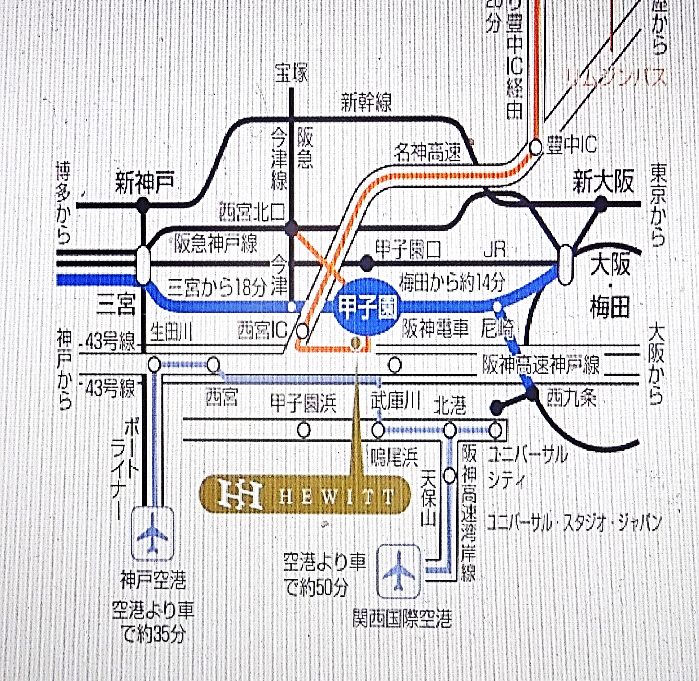 り豊中IC経由
20分
座から
リムジンバス
宝塚
新幹線
阪急
今津線
名神高速
豊中IC
博多から
新神戸
新大阪
東京から
西宮北口
阪急神戸線
今津
甲子園口
JR
大阪・梅田
三宮
三宮から18分
甲子園
梅田から約14分
西宮IC
阪神電車
尼崎
生田川
神戸から
43号線
43号線
阪神高速神戸線
大阪から
西宮
甲子園浜
武庫川
北港
西九条
ポートライナー
鳴尾浜
天保山
阪神高速湾岸線
ユニバーサル
シティ
HEWITT
ユニバーサル・スタジオ・ジャパン
神戸空港
空港より車
で約35分
空港より車
で約50分
関西国際空港